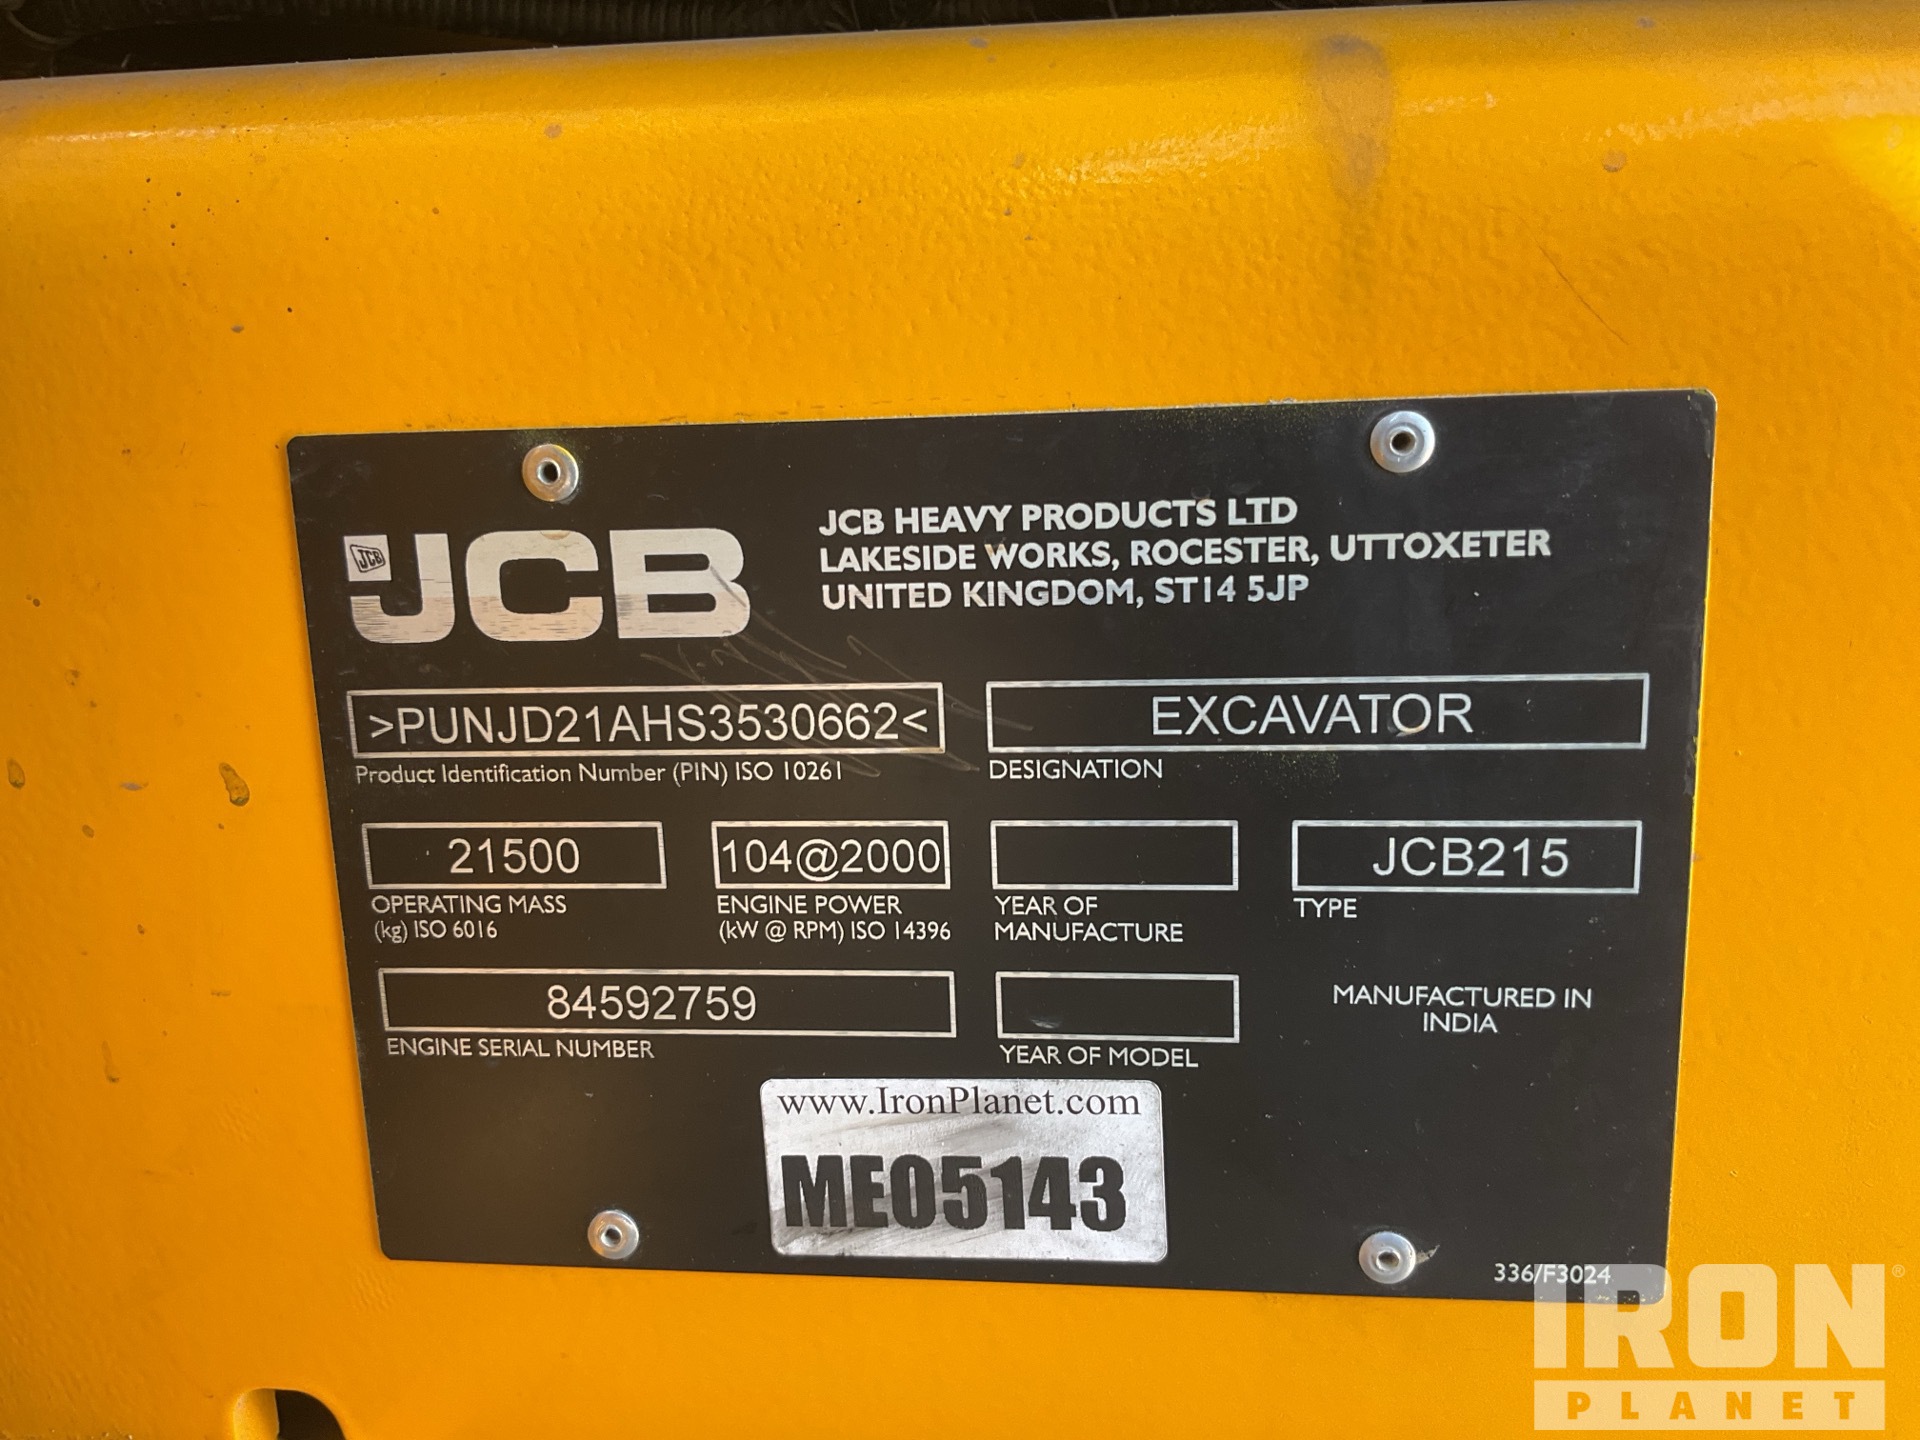 JCB
JCB
JCB HEAVY PRODUCTS LTD
LAKESIDE WORKS, ROCESTER, UTTOXETER
UNITED KINGDOM, ST14 5JP
>PUNJD21AHS3530662<
Product Identification Number (PIN) ISO 10261
EXCAVATOR
DESIGNATION
21500
OPERATING MASS
(kg) ISO 6016
104@2000
ENGINE POWER
(kW @ RPM) ISO 14396
YEAR OF
MANUFACTURE
JCB215
TYPE
84592759
ENGINE SERIAL NUMBER
YEAR OF MODEL
MANUFACTURED IN
INDIA
www.IronPlanet.com
ME05143
336/F3024
IRON®
PLANET